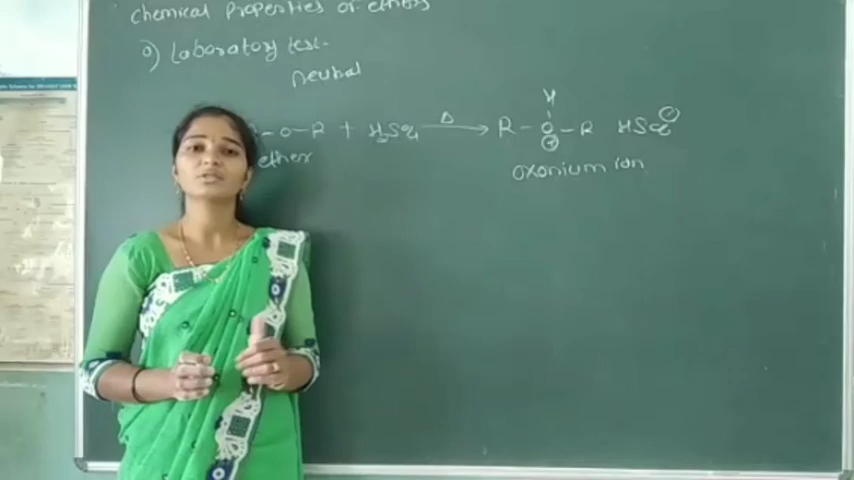 chemical properties of ethers
a) Laboratory test-
neutral
-O-R + H2SO4 Δ → R-O-R HSO4
H
⊕
⊖
ether
oxonium ion